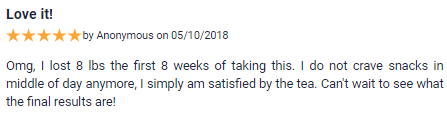 Love it!
by Anonymous on 05/10/2018
Omg, I lost 8 lbs the first 8 weeks of taking this. I do not crave snacks in
middle of day anymore, I simply am satisfied by the tea. Can't wait to see what
the final results are!